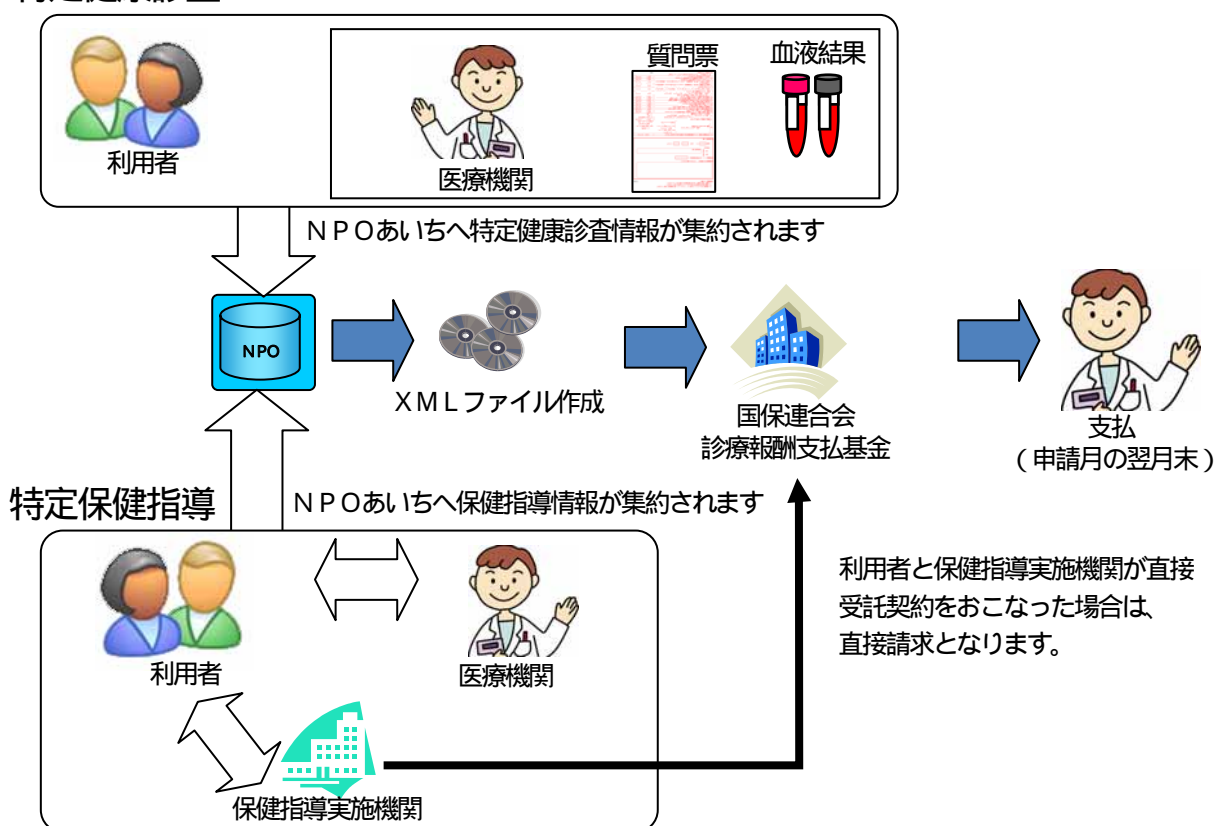 質問票
血液結果
利用者
医療機関
ＮＰＯあいちへ特定健康診査情報が集約されます
NPO
ＸＭＬファイル作成
国保連合会
診療報酬支払基金
支払
（申請月の翌月末）
特定保健指導
ＮＰＯあいちへ保健指導情報が集約されます
利用者
医療機関
保健指導実施機関
利用者と保健指導実施機関が直接
受託契約をおこなった場合は、
直接請求となります。